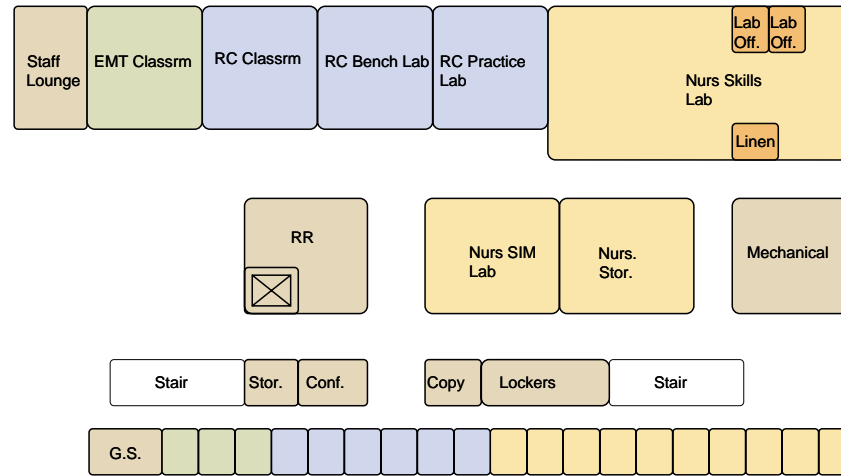 Staff
Lounge
EMT Classrm
RC Classrm
RC Bench Lab
RC Practice
Lab
Nurs Skills
Lab
Lab
Off.
Lab
Off.
Linen
RR
Nurs SIM
Lab
Nurs.
Stor.
Mechanical
Stair
Stor.
Conf.
Copy
Lockers
Stair
G.S.